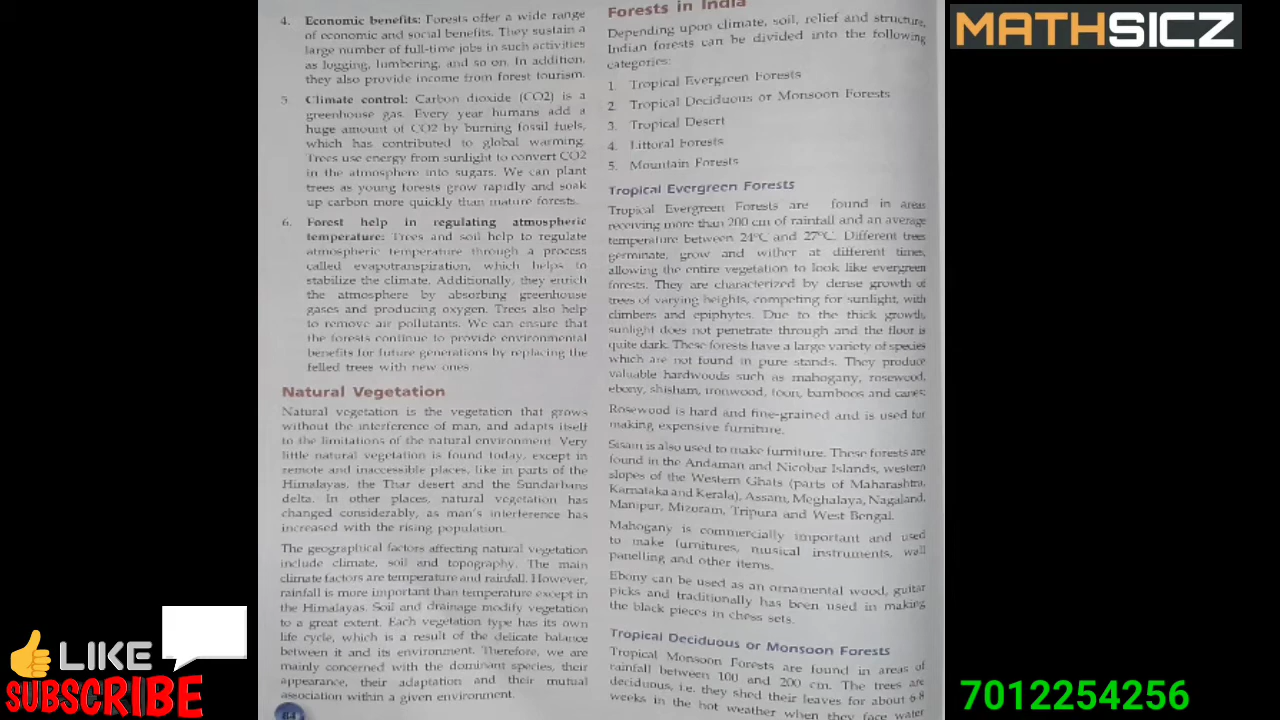 4. Economic benefits: Forests offer a wide range
of economic and social benefits. They sustain a
large number of full-time jobs in such activities
as logging, lumbering, and so on. In addition,
they also provide income from forest tourism.
5. Climate control: Carbon dioxide (CO2) is a
greenhouse gas. Every year humans add a
huge amount of CO2 by burning fossil fuels,
which has contributed to global warming.
Trees use energy from sunlight to convert CO2
in the atmosphere into sugars. We can plant
trees as young forests grow rapidly and soak
up carbon more quickly than mature forests.
6. Forest help in regulating atmospheric
temperature: Trees and soil help to regulate
atmospheric temperature through a process
called evapotranspiration, which helps to
stabilize the climate. Additionally, they enrich
the atmosphere by absorbing greenhouse
gases and producing oxygen. Trees also help
to remove air pollutants. We can ensure that
the forests continue to provide environmental
benefits for future generations by replacing the
felled trees with new ones.
Natural Vegetation
Natural vegetation is the vegetation that grows
without the interference of man, and adapts itself
to the limitations of the natural environment. Very
little natural vegetation is found today, except in
remote and inaccessible places, like in parts of the
Himalayas, the Thar desert and the Sundarbans
delta. In other places, natural vegetation has
changed considerably, as man's interference has
increased with the rising population.
The geographical factors affecting natural vegetation
include climate, soil and topography. The main
climate factors are temperature and rainfall. However,
rainfall is more important than temperature except in
the Himalayas. Soil and drainage modify vegetation
to a great extent. Each vegetation type has its own
life cycle, which is a result of the delicate balance
between it and its environment. Therefore, we are
mainly concerned with the dominant species, their
appearance, their adaptation and their mutual
association within a given environment.
84
Forests in India
Depending upon climate, soil, relief and structure,
Indian forests can be divided into the following
categories:
1. Tropical Evergreen Forests
2. Tropical Deciduous or Monsoon Forests
3. Tropical Desert
4. Littoral Forests
5. Mountain Forests
Tropical Evergreen Forests
Tropical Evergreen Forests are found in areas
receiving more than 200 cm of rainfall and an average
temperature between 24°C and 27°C. Different trees
germinate, grow and wither at different times,
allowing the entire vegetation to look like evergreen
forests. They are characterized by dense growth of
trees of varying heights, competing for sunlight, with
climbers and epiphytes. Due to the thick growth,
sunlight does not penetrate through and the floor is
quite dark. These forests have a large variety of species
which are not found in pure stands. They produce
valuable hardwoods such as mahogany, rosewood,
ebony, shisham, ironwood, toon, bamboos and canes.
Rosewood is hard and fine-grained and is used for
making expensive furniture.
Sisam is also used to make furniture. These forests are
found in the Andaman and Nicobar Islands, western
slopes of the Western Ghats (parts of Maharashtra,
Karnataka and Kerala), Assam, Meghalaya, Nagaland,
Manipur, Mizoram, Tripura and West Bengal.
Mahogany is commercially important and used
to make furnitures, musical instruments, wall
panelling and other items.
Ebony can be used as an ornamental wood, guitar
picks and traditionally has been used in making
the black pieces in chess sets.
Tropical Deciduous or Monsoon Forests
Tropical Monsoon Forests are found in areas of
rainfall between 100 and 200 cm. The trees are
deciduous, i.e. they shed their leaves for about 6-8
weeks in the hot weather when they face water
MATHSICZ
LIKE
SUBSCRIBE
7012254256